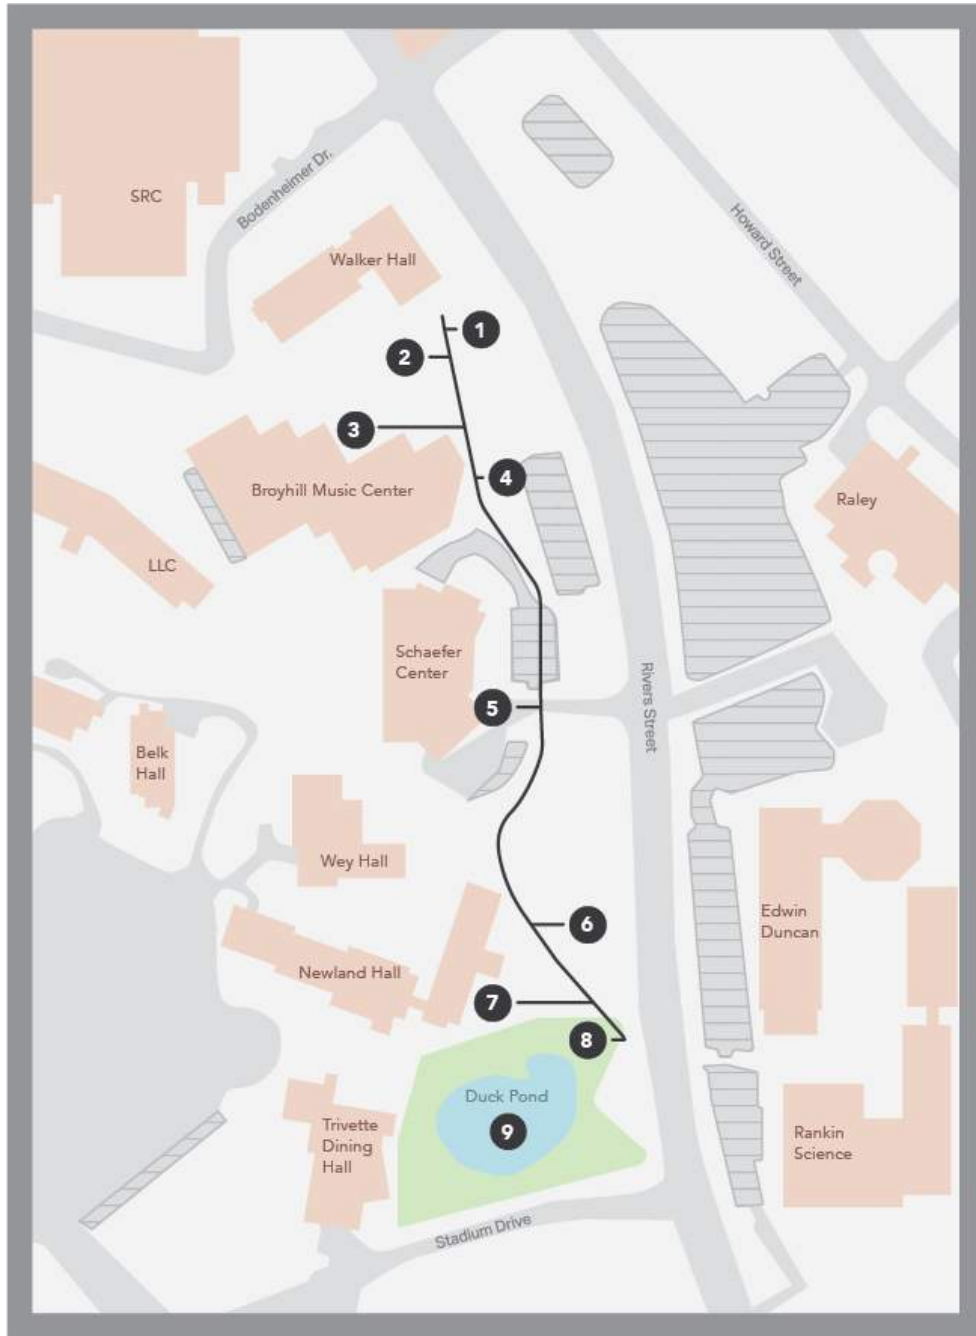 SRC
Bodenheimer Dr.
Walker Hall
Howard Street
1
2
3
4
Broyhill Music Center
Raley
LLC
Schaefer
Center
Rivers Street
5
Belk
Hall
Wey Hall
6
Edwin
Duncan
Newland Hall
7
8
Duck Pond
9
Trivette
Dining
Hall
Rankin
Science
Stadium Drive